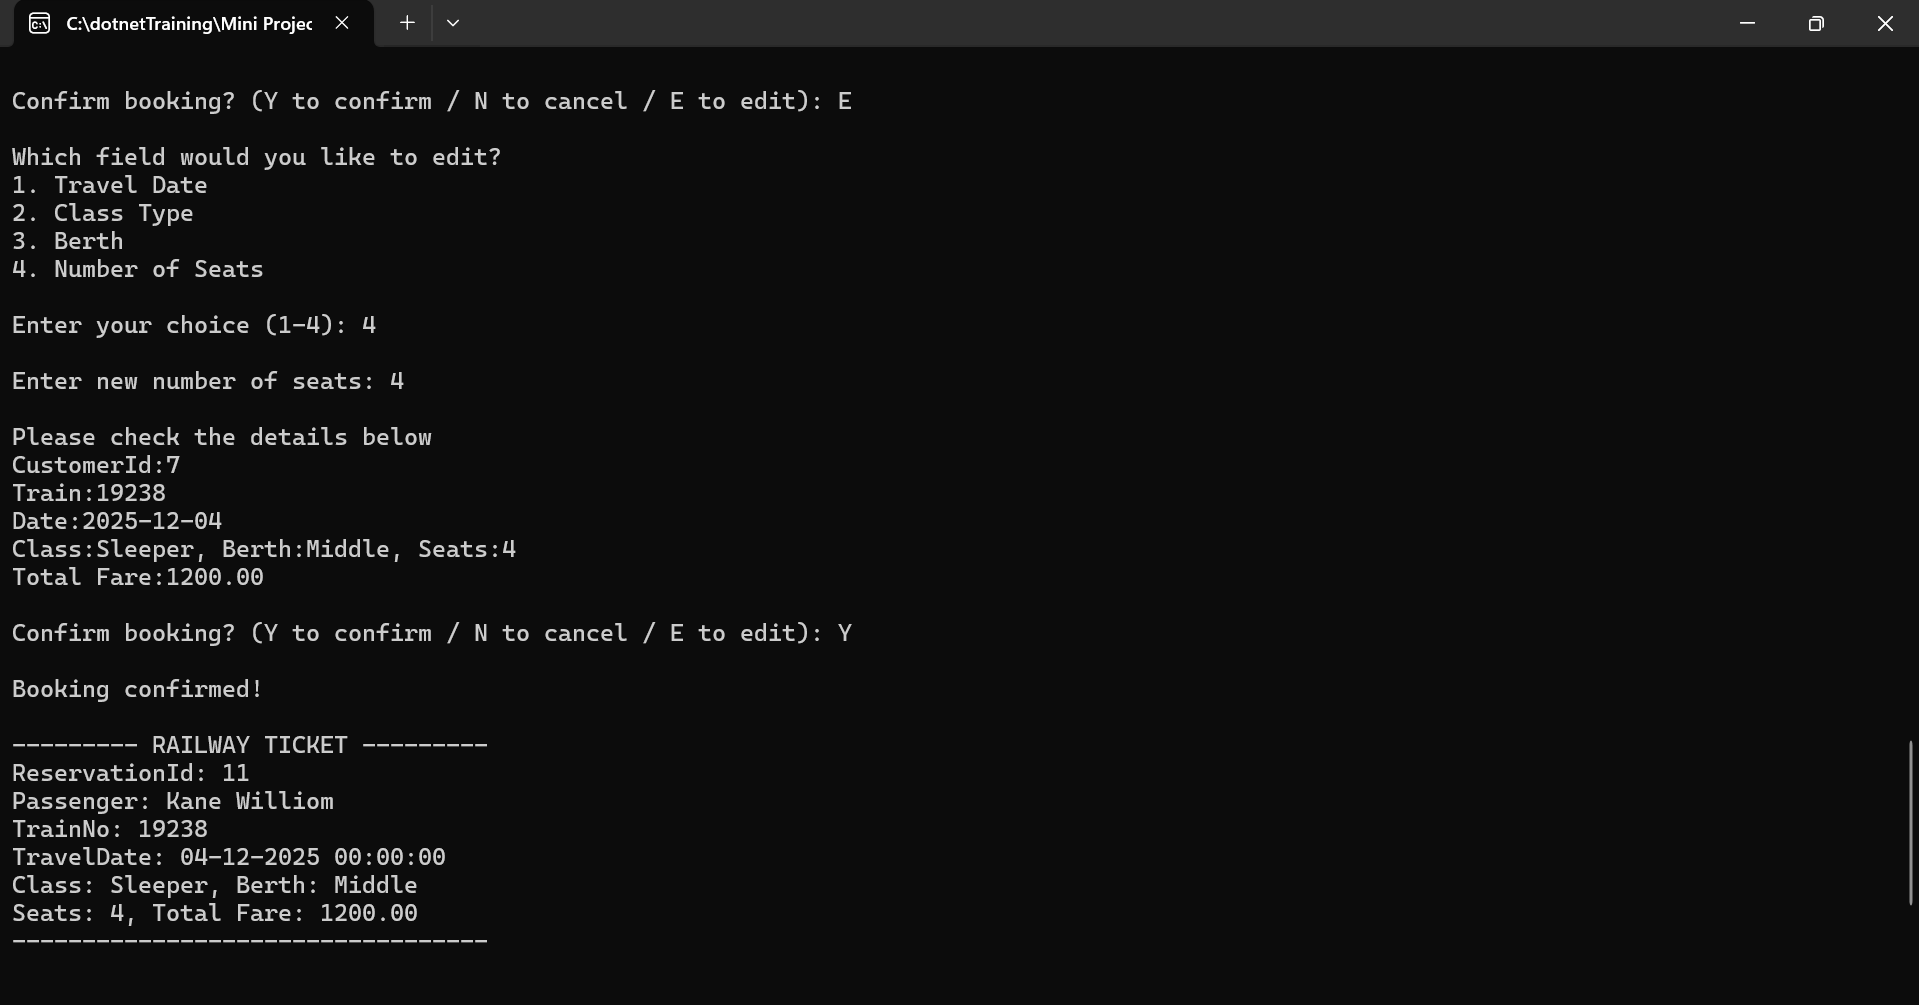 C:\dotnetTraining\Mini Projec
Confirm booking? (Y to confirm / N to cancel / E to edit): E
Which field would you like to edit?
1. Travel Date
2. Class Type
3. Berth
4. Number of Seats
Enter your choice (1-4): 4
Enter new number of seats: 4
Please check the details below
CustomerId:7
Train:19238
Date:2025-12-04
Class:Sleeper, Berth:Middle, Seats:4
Total Fare:1200.00
Confirm booking? (Y to confirm / N to cancel / E to edit): Y
Booking confirmed!
--------- RAILWAY TICKET ---------
ReservationId: 11
Passenger: Kane Williom
TrainNo: 19238
TravelDate: 04-12-2025 00:00:00
Class: Sleeper, Berth: Middle
Seats: 4, Total Fare: 1200.00
----------------------------------